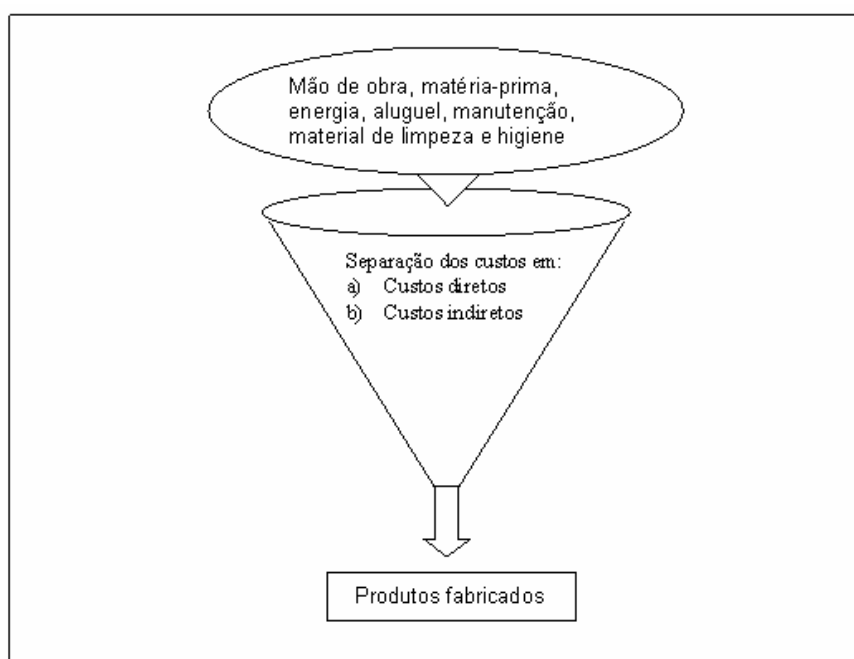 Mão de obra, matéria-prima,
energia, aluguel, manutenção,
material de limpeza e higiene
Separação dos custos em:
a) Custos diretos
b) Custos indiretos
Produtos fabricados